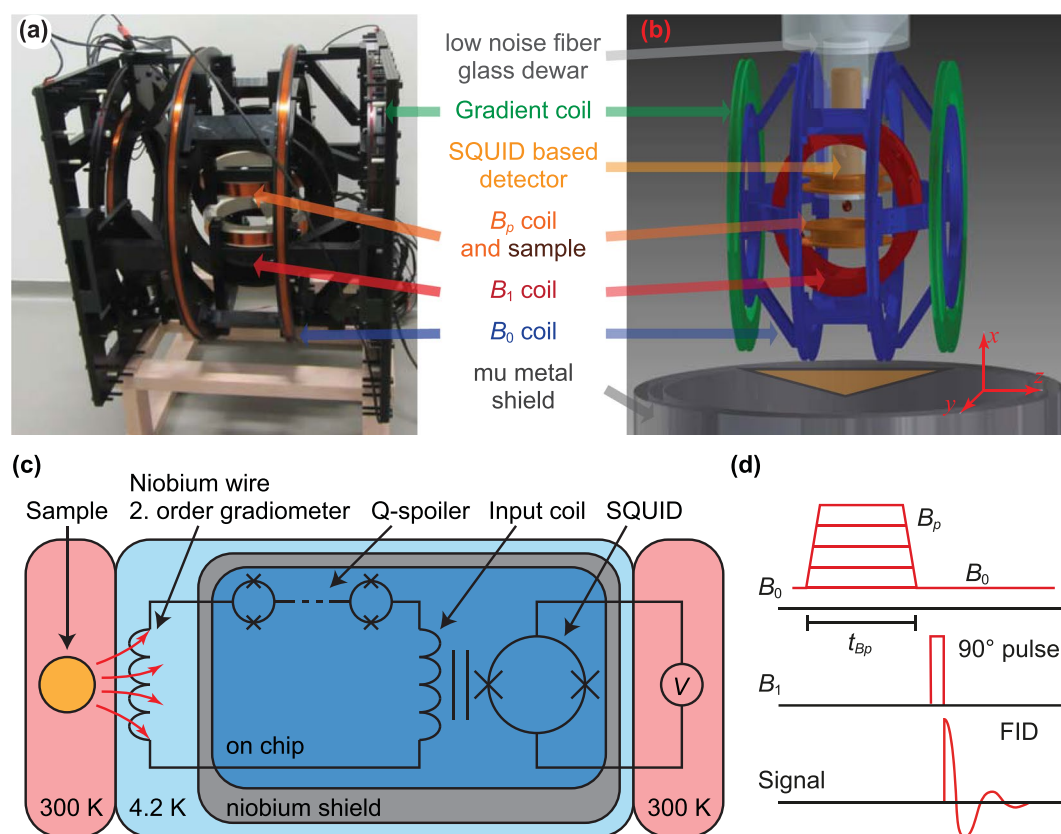 (a)
(b)
low noise fiber
glass dewar
Gradient coil
SQUID based
detector
Bp coil
and sample
B1 coil
B0 coil
mu metal
shield
x
z
y
(c)
Niobium wire
Sample
2. order gradiometer
Q-spoiler
Input coil
SQUID
V
on chip
niobium shield
300 K
4.2 K
300 K
(d)
Bp
B0
B0
tBp
90° pulse
B1
FID
Signal